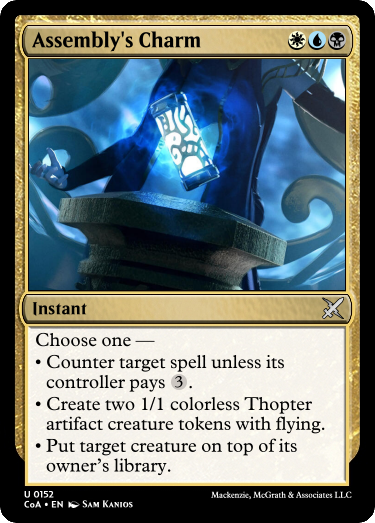 Assembly's Charm
Instant
Choose one —
• Counter target spell unless its
controller pays 3.
• Create two 1/1 colorless Thopter
artifact creature tokens with flying.
• Put target creature on top of its
owner's library.
U 0152
Mackenzie, McGrath & Associates LLC
CoA • EN Sam Kanios